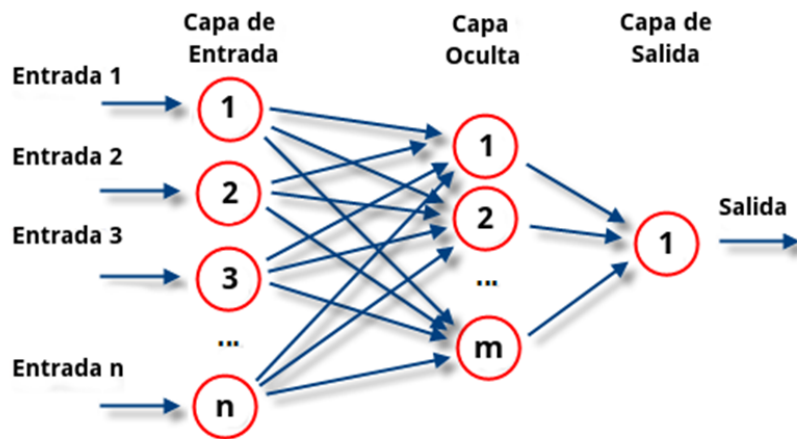 Capa de
Entrada
Capa
Oculta
Capa de
Salida
Entrada 1
1
Entrada 2
2
Entrada 3
3
...
Entrada n
n
1
2
...
m
1
Salida